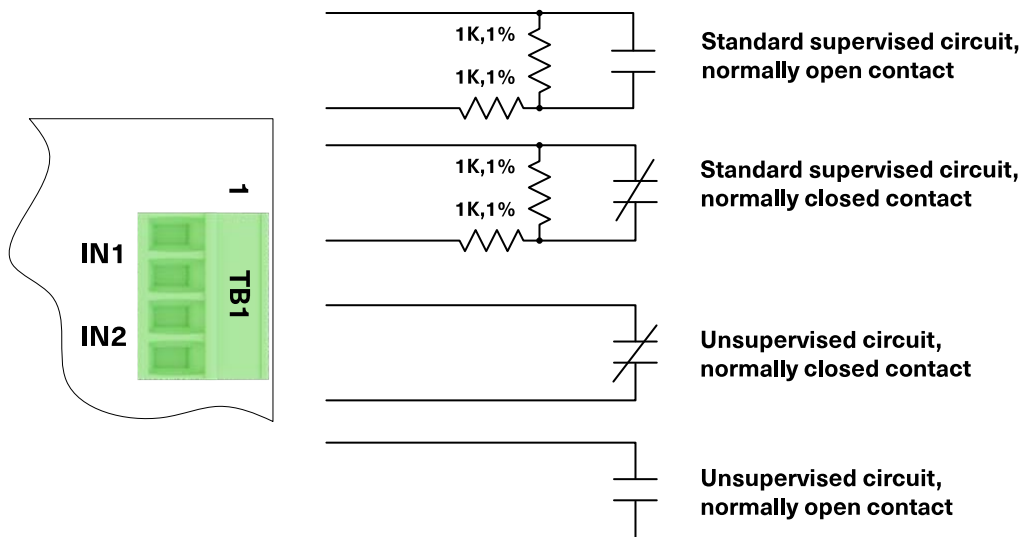 1K,1%
1K,1%
Standard supervised circuit,
normally open contact
1K,1%
1K,1%
Standard supervised circuit,
normally closed contact
1
IN1
TB1
IN2
Unsupervised circuit,
normally closed contact
Unsupervised circuit,
normally open contact